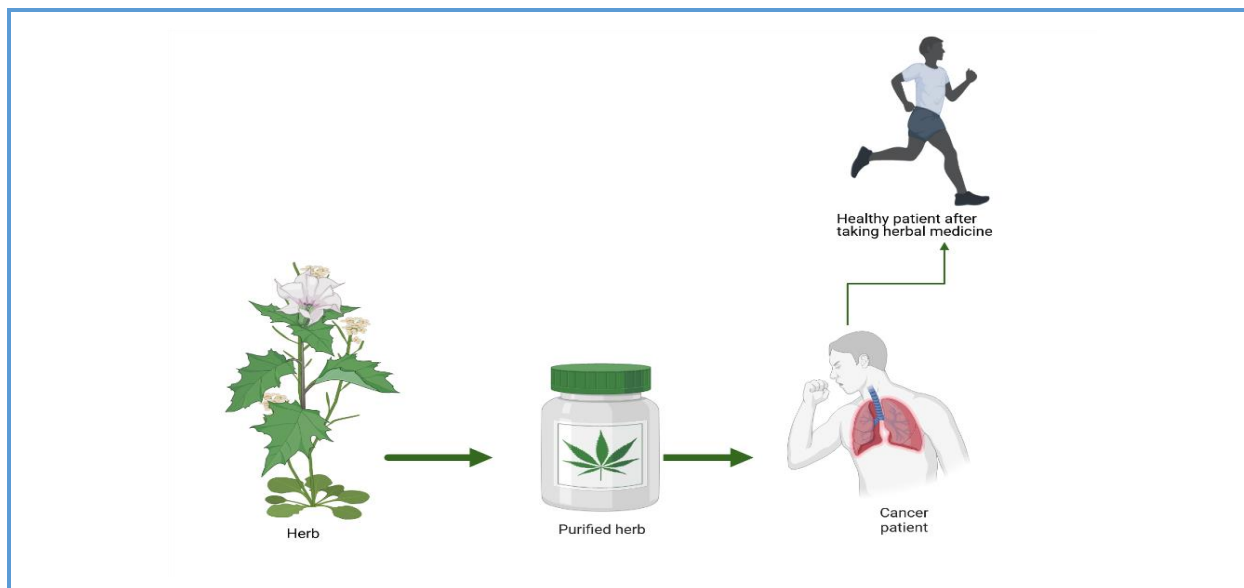 Healthy patient after
taking herbal medicine
Herb
Purified herb
Cancer
patient